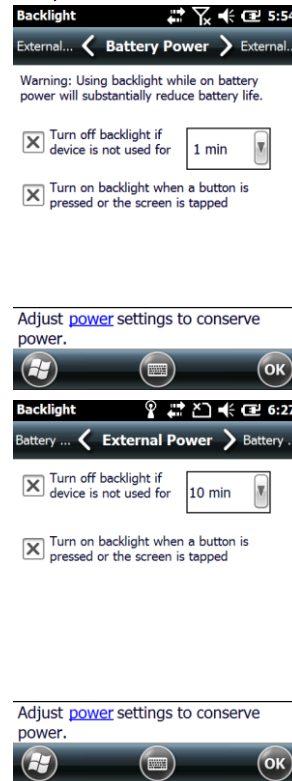 Backlight 5:54
External... Battery Power External..
Warning: Using backlight while on battery
power will substantially reduce battery life.
Turn off backlight if
device is not used for 1 min
Turn on backlight when a button is
pressed or the screen is tapped
Adjust power settings to conserve
power.
OK
Backlight 6:27
Battery ... External Power Battery .
Turn off backlight if
device is not used for 10 min
Turn on backlight when a button is
pressed or the screen is tapped
Adjust power settings to conserve
power.
OK